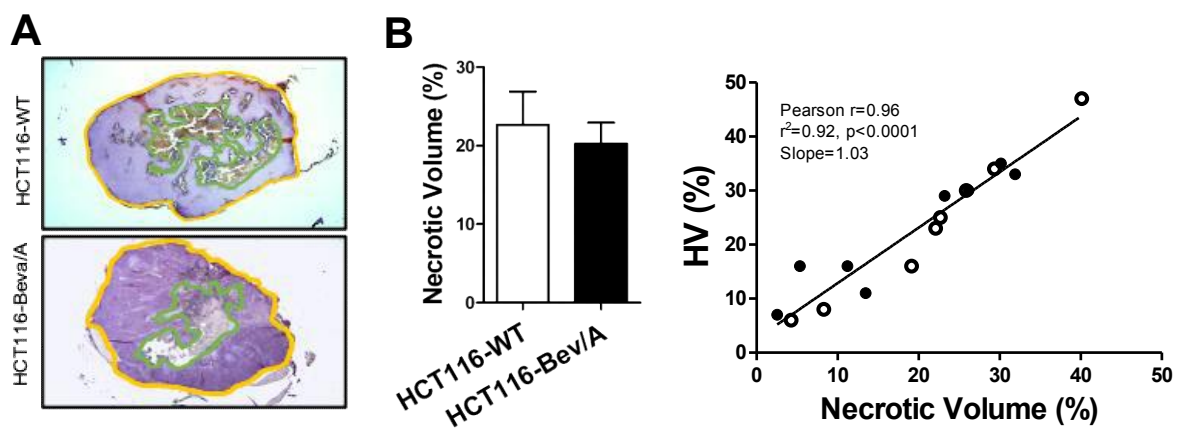 A
HCT116-WT
HCT116-Beva/A
B
Necrotic Volume (%)
30
20
10
0
HCT116-WT
HCT116-Bev/A
HV (%)
50
40
30
20
10
0
Pearson r=0.96
r²=0.92, p<0.0001
Slope=1.03
0 10 20 30 40 50
Necrotic Volume (%)